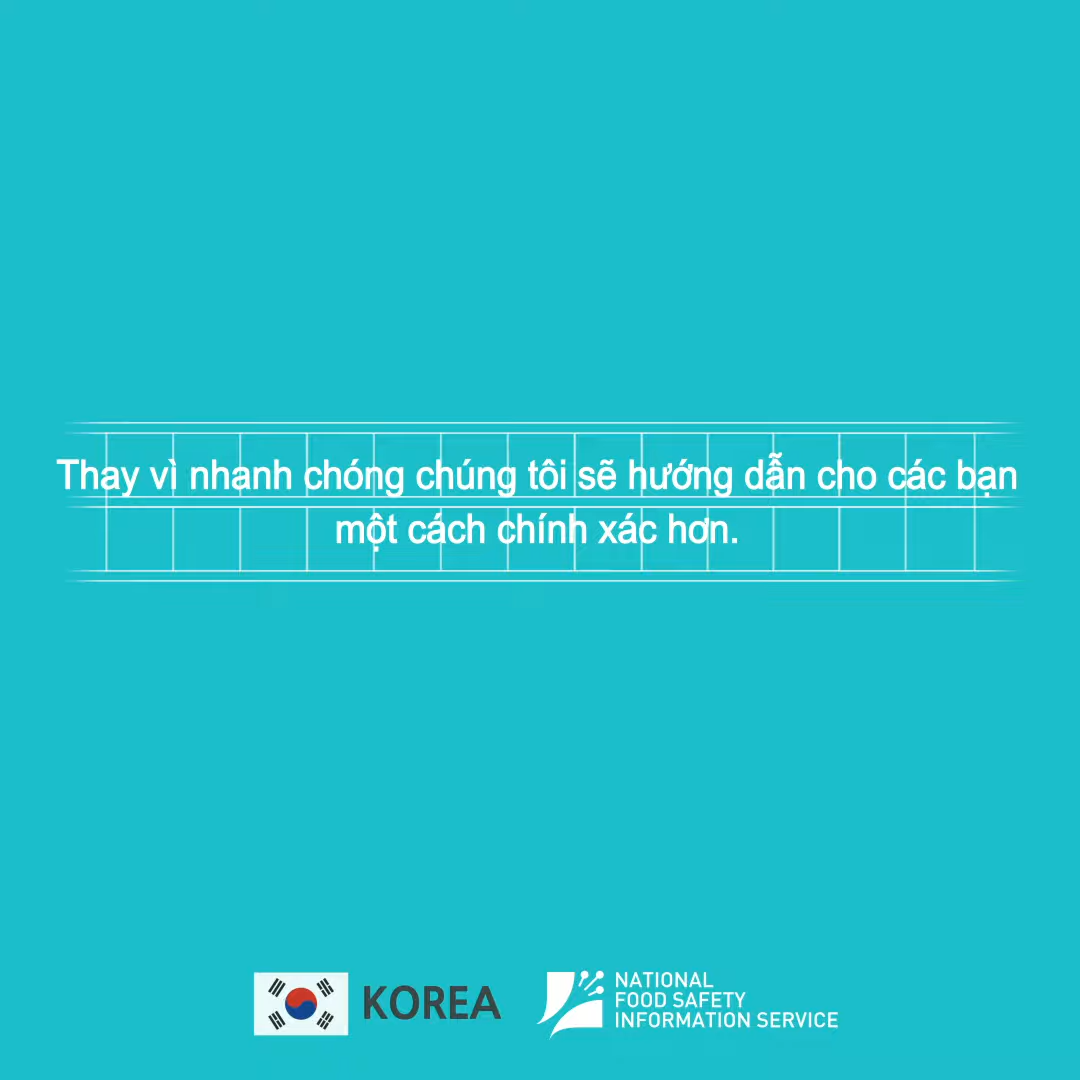 Thay vì nhanh chóng chúng tôi sẽ hướng dẫn cho các bạn
một cách chính xác hơn.
KOREA
NATIONAL
FOOD SAFETY
INFORMATION SERVICE